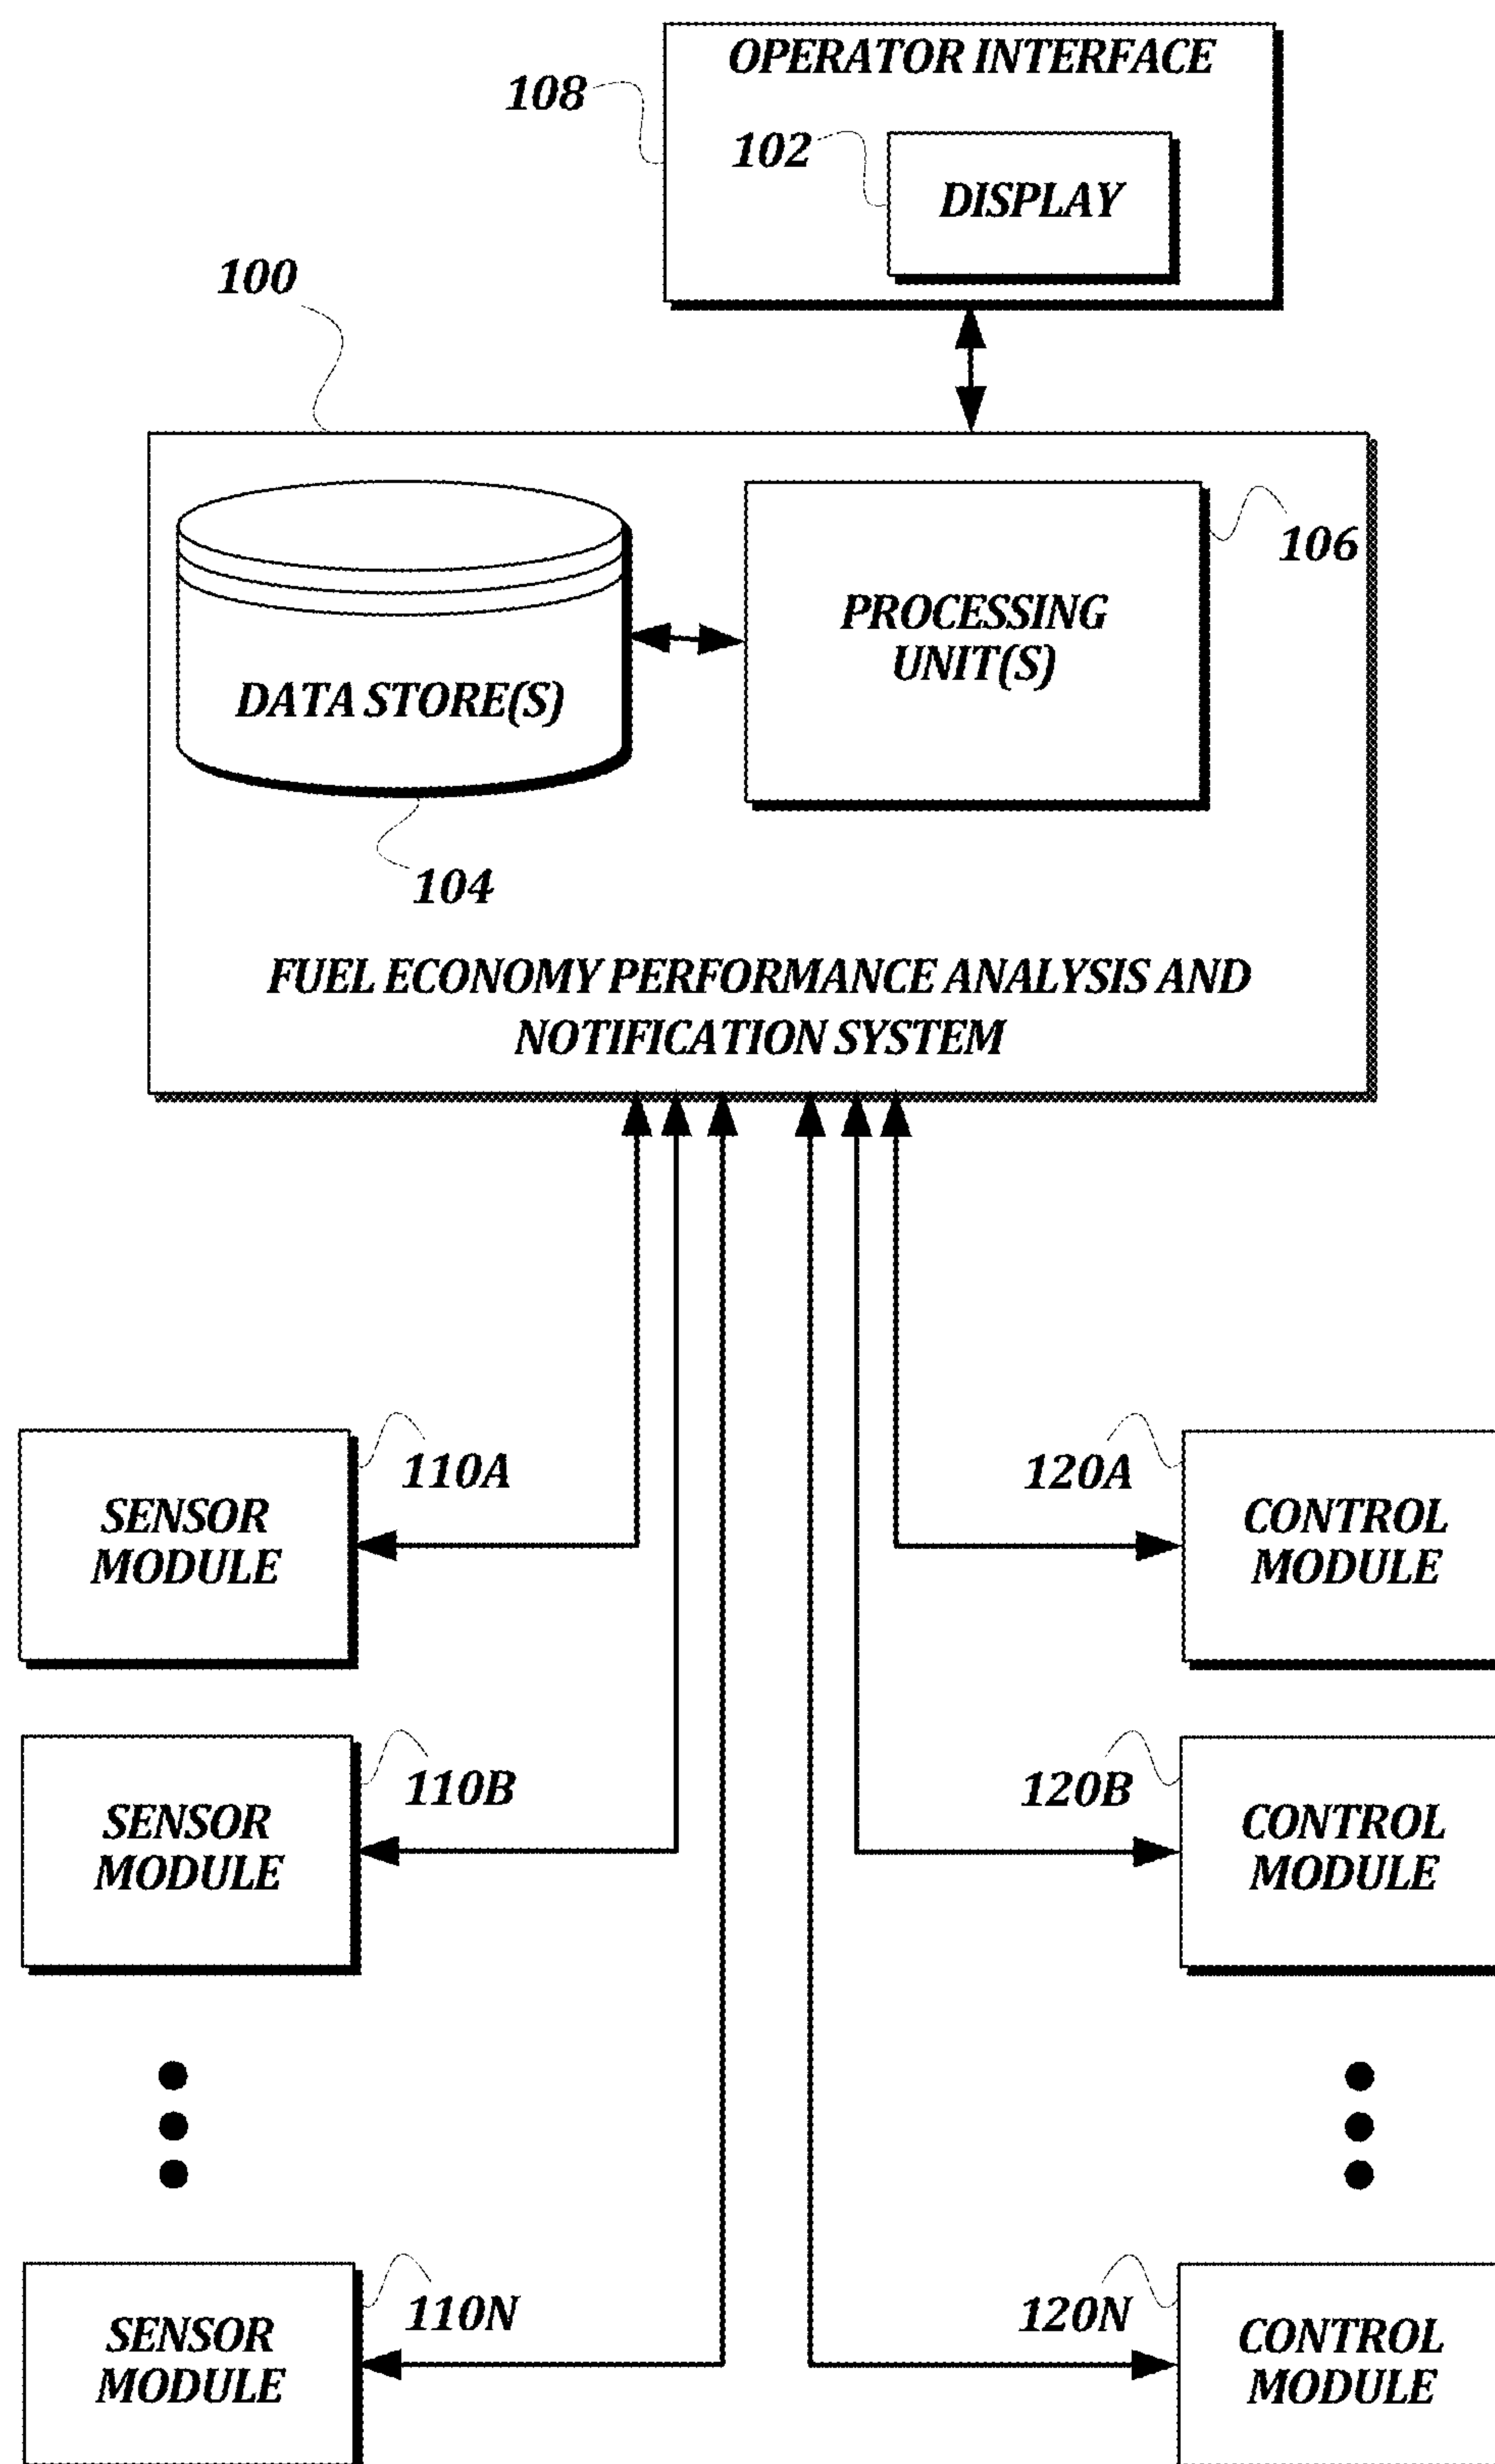 OPERATOR INTERFACE
108
102
DISPLAY
100
106
PROCESSING
UNIT(S)
DATA STORE(S)
104
FUEL ECONOMY PERFORMANCE ANALYSIS AND
NOTIFICATION SYSTEM
110A
SENSOR
MODULE
120A
CONTROL
MODULE
110B
SENSOR
MODULE
120B
CONTROL
MODULE
110N
SENSOR
MODULE
120N
CONTROL
MODULE